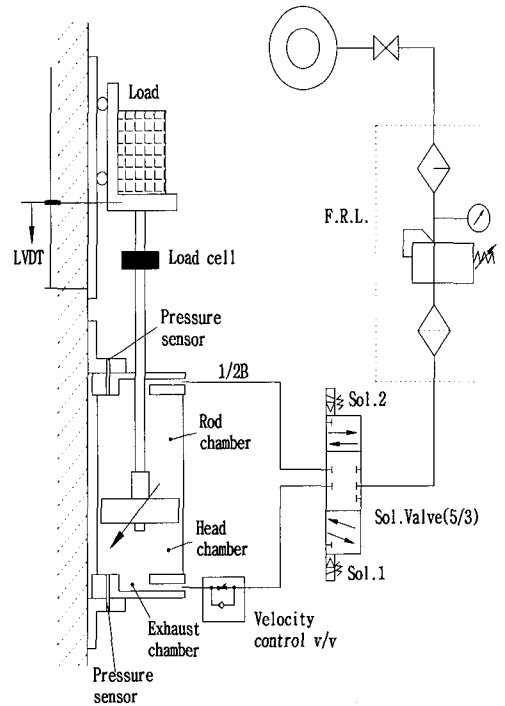 Load
F.R.L.
LVDT
Load cell
Pressure
sensor
1/2B
Sol.2
Rod
chamber
Sol.Valve(5/3)
Head
chamber
Sol.1
Exhaust
chamber
Velocity
control v/v
Pressure
sensor